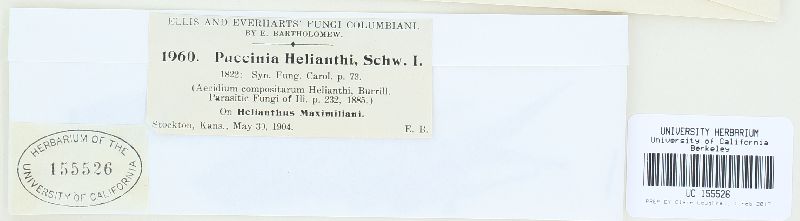 ELLIS AND EVERHARTS' FUNGI COLUMBIANI.
BY E. BARTHOLOMEW.
1960. Puccinia Helianthi, Schw. I.
1822: Syn. Fung. Carol. p. 73.
(Aecidium compositarum Helianthi, Burrill.
Parasitic Fungi of Ill. p. 232, 1885.)
On Helianthus Maximiliani.
Stockton, Kans., May 30, 1904. E. B.
HERBARIUM OF THE
155526
UNIVERSITY OF CALIFORNIA
UNIVERSITY HERBARIUM
University of California
Berkeley
UC 155526
PREP BY